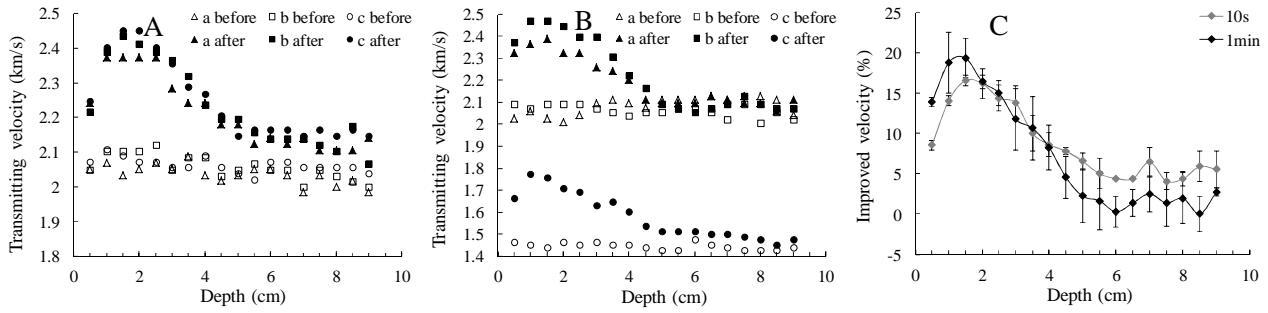 A
△ a before □ b before ○ c before
▲ a after ■ b after ● c after
Transmitting velocity (km/s)
2.5
2.4
2.3
2.2
2.1
2
1.9
1.8
0 2 4 6 8 10
Depth (cm)
B
△ a before □ b before ○ c before
▲ a after ■ b after ● c after
Transmitting velocity (km/s)
2.5
2.4
2.3
2.2
2.1
2
1.9
1.8
1.7
1.6
1.5
1.4
0 2 4 6 8 10
Depth (cm)
C
10s
1min
Improved velocity (%)
25
20
15
10
5
0
-5
0 2 4 6 8 10
Depth (cm)